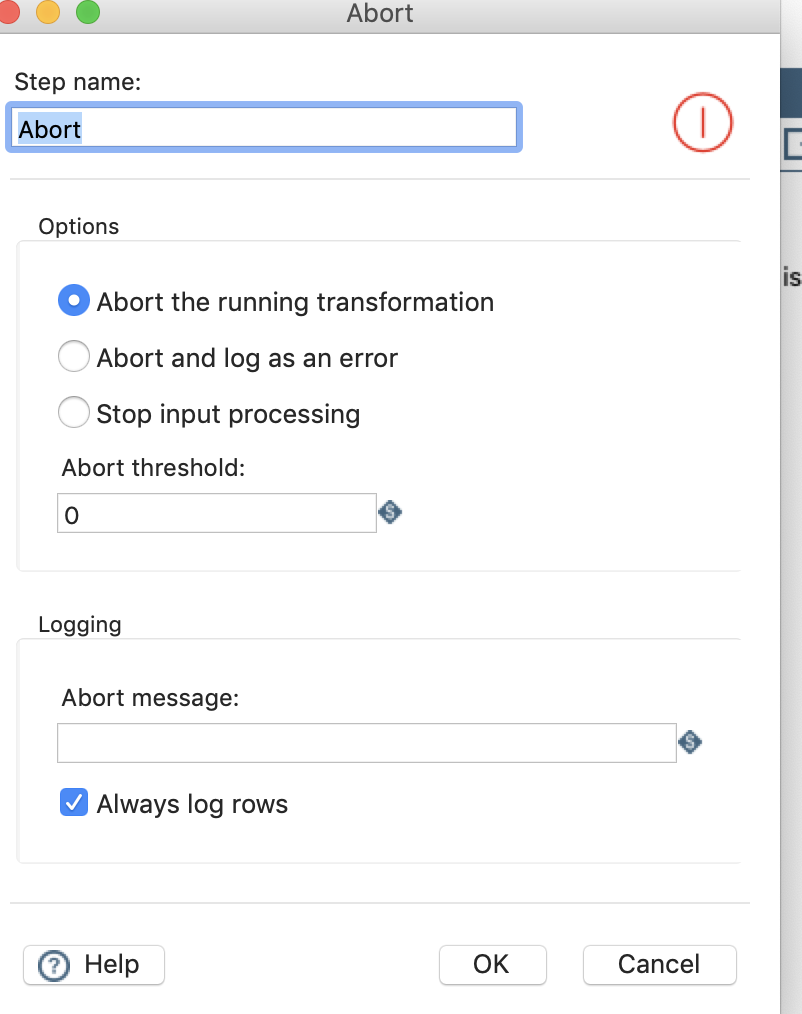 Abort
Step name:
Abort
Options
is
Abort the running transformation
Abort and log as an error
Stop input processing
Abort threshold:
0
Logging
Abort message:
Always log rows
Help
OK
Cancel